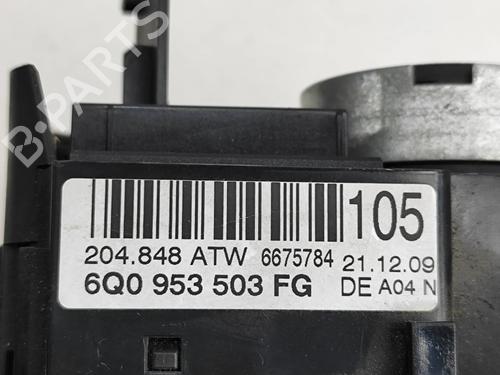 B-PARTS
105
204.848 ATW 6675784 21.12.09
6Q0 953 503 FG DE A04 N